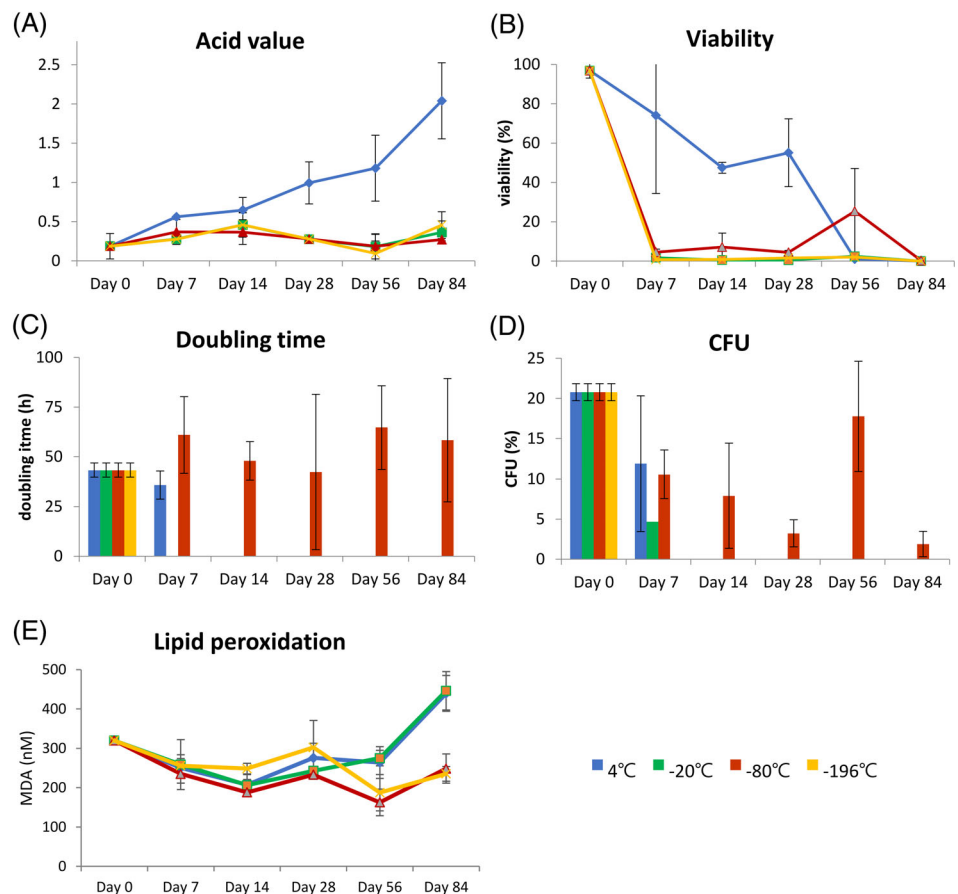 (A)
Acid value
2.5
2
1.5
1
0.5
0
Day 0 Day 7 Day 14 Day 28 Day 56 Day 84
(B)
Viability
viability (%)
100
80
60
40
20
0
Day 0 Day 7 Day 14 Day 28 Day 56 Day 84
(C)
Doubling time
doubling itme (h)
100
75
50
25
0
Day 0 Day 7 Day 14 Day 28 Day 56 Day 84
(D)
CFU
CFU (%)
25
20
15
10
5
0
Day 0 Day 7 Day 14 Day 28 Day 56 Day 84
(E)
Lipid peroxidation
MDA (nM)
500
400
300
200
100
0
Day 0 Day 7 Day 14 Day 28 Day 56 Day 84
4℃ -20℃ -80℃ -196℃